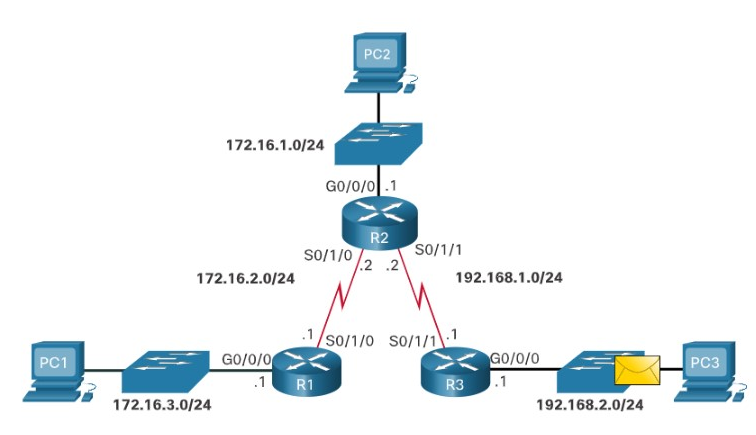 PC2
172.16.1.0/24
G0/0/0 .1
R2
S0/1/0 .2 .2 S0/1/1
172.16.2.0/24 192.168.1.0/24
.1 S0/1/0 S0/1/1 .1
PC1 G0/0/0 .1 R1 R3 G0/0/0 .1 PC3
172.16.3.0/24 192.168.2.0/24